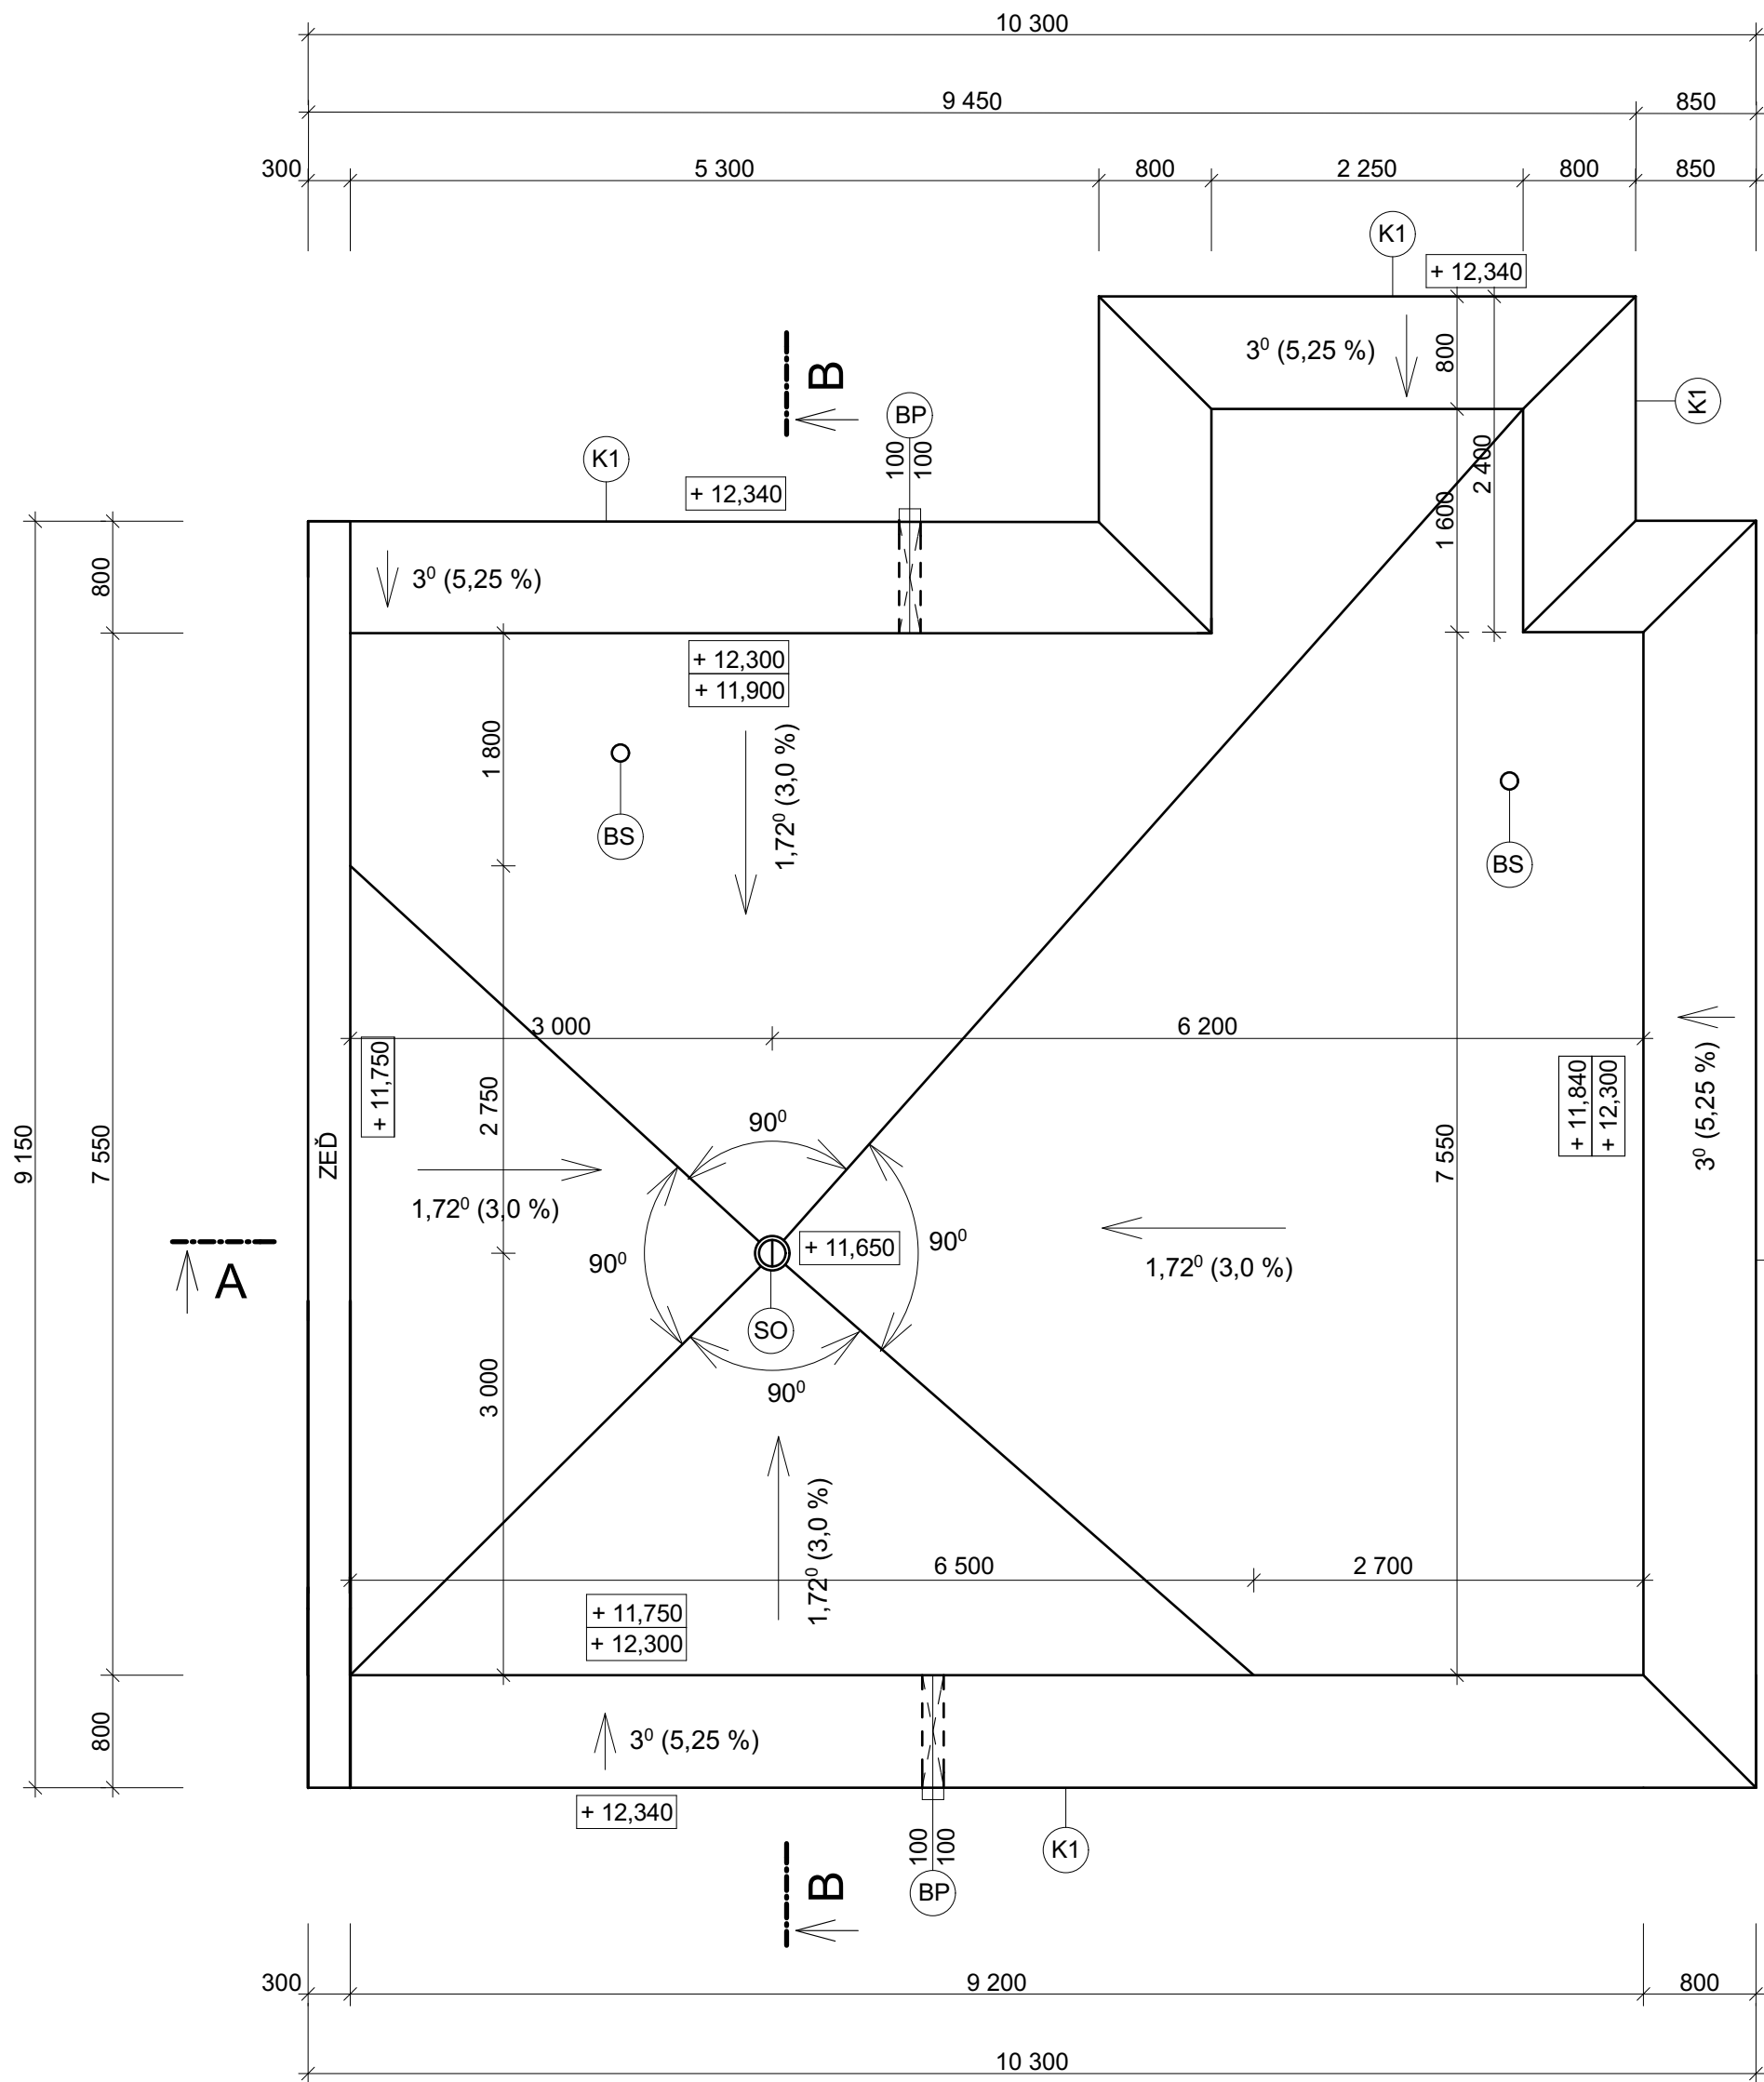 10 300
9 450
850
300
5 300
800
2 250
800
850
K1
+ 12,340
3⁰ (5,25 %)
800
K1
B
BP
100
100
K1
+ 12,340
2 400
1 600
800
3⁰ (5,25 %)
+ 12,300
+ 11,900
1 800
1,72⁰ (3,0 %)
BS
BS
3 000
6 200
+ 11,750
2 750
+ 11,840
+ 12,300
3⁰ (5,25 %)
9 150
7 550
ZEĎ
90⁰
7 550
1,72⁰ (3,0 %)
90⁰
+ 11,650
90⁰
1,72⁰ (3,0 %)
A
SO
3 000
90⁰
1,72⁰ (3,0 %)
6 500
2 700
+ 11,750
+ 12,300
800
3⁰ (5,25 %)
+ 12,340
100
100
K1
B
BP
300
9 200
800
10 300